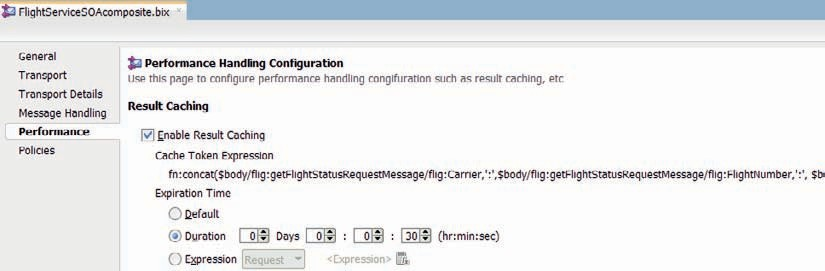 FlightServiceSOAcomposite.bix
General
Transport
Transport Details
Message Handling
Performance
Policies
Performance Handling Configuration
Use this page to configure performance handling congifuration such as result caching, etc
Result Caching
Enable Result Caching
Cache Token Expression
fn:concat($body/flig:getFlightStatusRequestMessage/flig:Carrier,':',$body/flig:getFlightStatusRequestMessage/flig:FlightNumber,':', $b
Expiration Time
Default
Duration 0 Days 0 : 0 : 30 (hr:min:sec)
Expression Request <Expression>